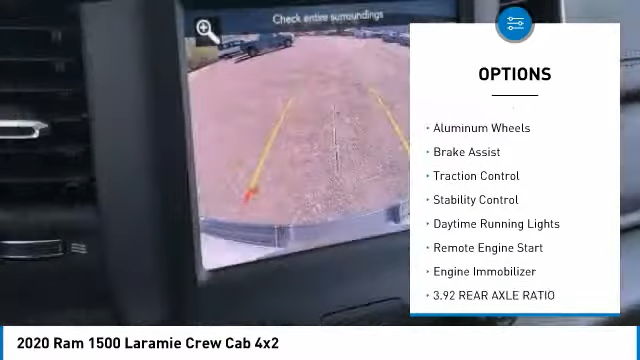 Check entire surroundings
OPTIONS
Aluminum Wheels
Brake Assist
Traction Control
Stability Control
Daytime Running Lights
Remote Engine Start
Engine Immobilizer
3.92 REAR AXLE RATIO
2020 Ram 1500 Laramie Crew Cab 4x2